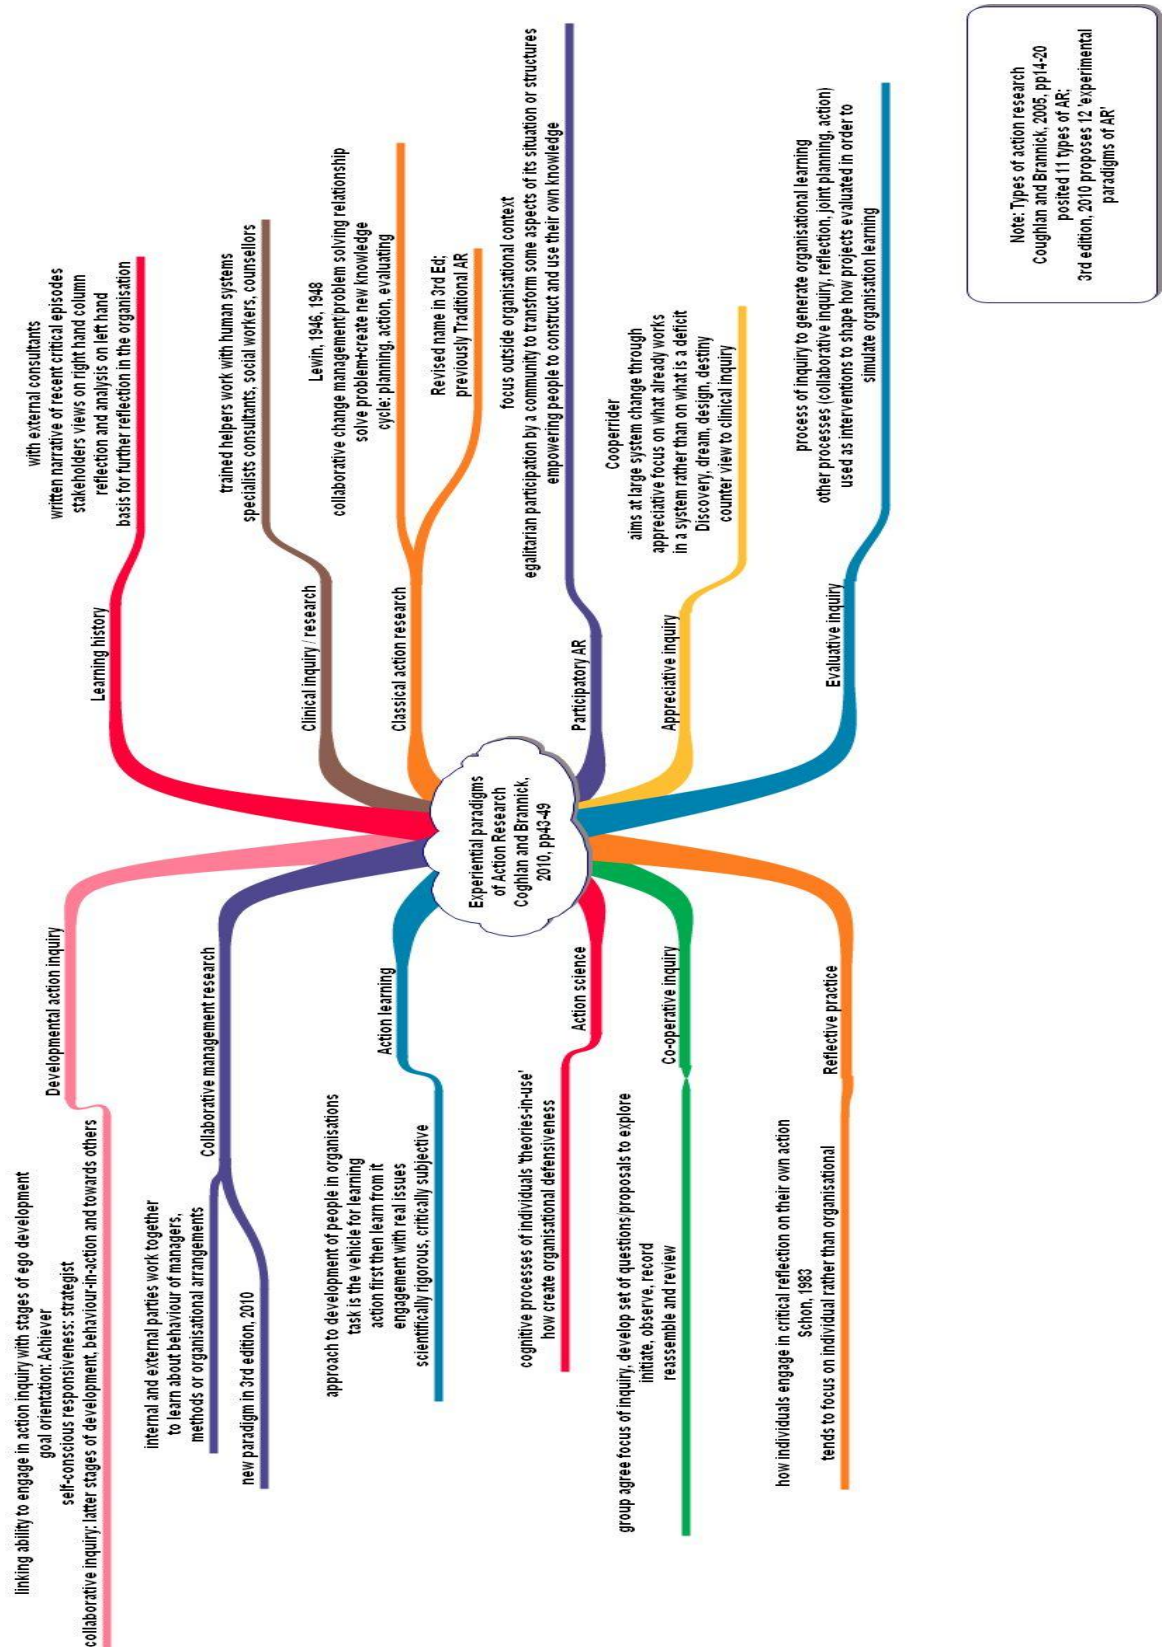 Experiential paradigms
of Action Research
Coghlan and Brannick,
2010, pp43-49
Learning history
with external consultants
written narrative of recent critical episodes
stakeholders views on right hand column
reflection and analysis on left hand
basis for further reflection in the organisation
Clinical inquiry / research
trained helpers work with human systems
specialists consultants, social workers, counsellors
Classical action research
Lewin, 1946, 1948
collaborative change management/problem solving relationship
solve problem+create new knowledge
cycle: planning, action, evaluating
Revised name in 3rd Ed;
previously Traditional AR
Participatory AR
focus outside organisational context
egalitarian participation by a community to transform some aspects of its situation or structures
empowering people to construct and use their own knowledge
Appreciative inquiry
Cooperrider
aims at large system change through
appreciative focus on what already works
in a system rather than on what is a deficit
Discovery, dream, design, destiny
counter view to clinical inquiry
Evaluative inquiry
process of inquiry to generate organisational learning
other processes (collaborative inquiry, reflection, joint planning, action)
used as interventions to shape how projects evaluated in order to
simulate organisation learning
Developmental action inquiry
linking ability to engage in action inquiry with stages of ego development
goal orientation: Achiever
self-conscious responsiveness: strategist
collaborative inquiry: latter stages of development, behaviour-in-action and towards others
Collaborative management research
internal and external parties work together
to learn about behaviour of managers,
methods or organisational arrangements
new paradigm in 3rd edition, 2010
Action learning
approach to development of people in organisations
task is the vehicle for learning
action first then learn from it
engagement with real issues
scientifically rigorous, critically subjective
Action science
cognitive processes of individuals 'theories-in-use'
how create organisational defensiveness
Co-operative inquiry
group agree focus of inquiry, develop set of questions/proposals to explore
initiate, observe, record
reassemble and review
Reflective practice
how individuals engage in critical reflection on their own action
Schon, 1983
tends to focus on individual rather than organisational
Note: Types of action research
Coughlan and Brannick, 2005, pp14-20
posited 11 types of AR;
3rd edition, 2010 proposes 12 'experimental
paradigms of AR'